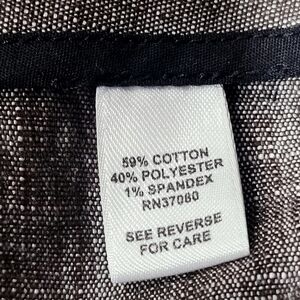 59% COTTON
40% POLYESTER
1% SPANDEX
RN37080
SEE REVERSE
FOR CARE